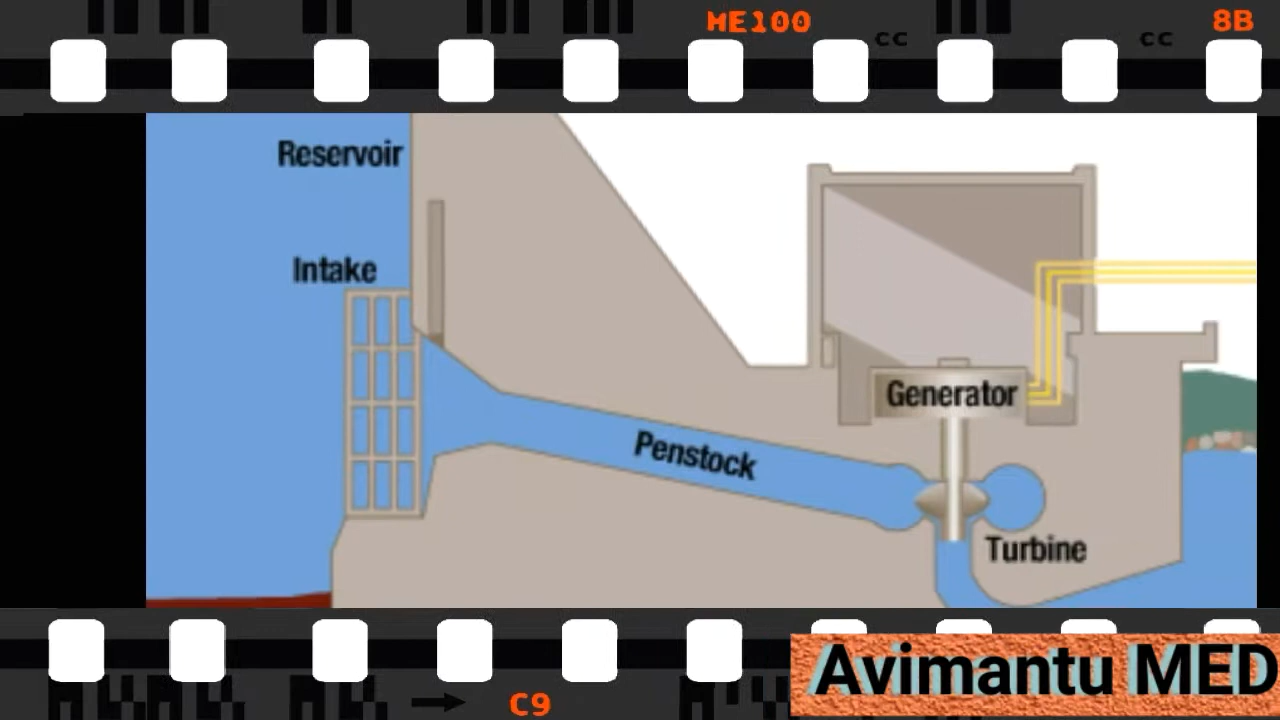 ME100
8B
cc
cc
Reservoir
Intake
Generator
Penstock
Turbine
Avimantu MED
C9